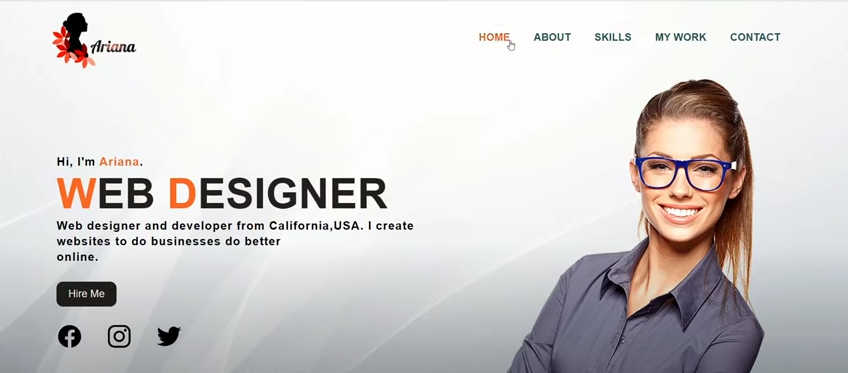 Ariana
HOME ABOUT SKILLS MY WORK CONTACT
Hi, I'm Ariana.
WEB DESIGNER
Web designer and developer from California,USA. I create
websites to do businesses do better
online.
Hire Me